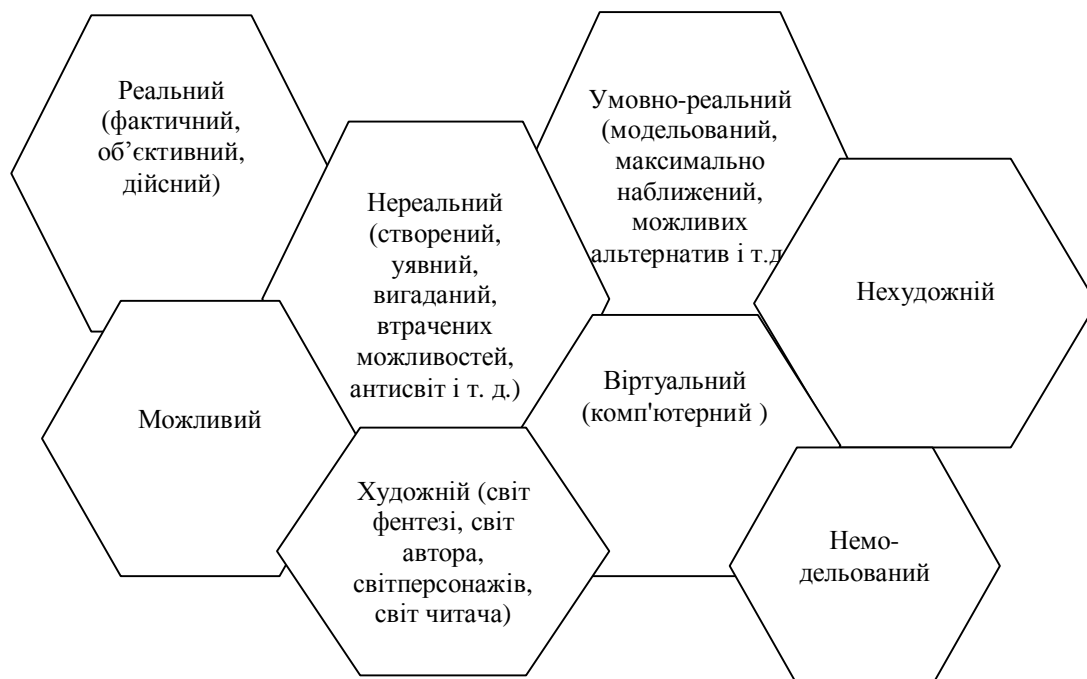 Реальний
(фактичний,
об’єктивний,
дійсний)
Умовно-реальний
(модельований,
максимально
наближений,
можливих
альтернатив і т.д
Нереальний
(створений,
уявний,
вигаданий,
втрачених
можливостей,
антисвіт і т. д.)
Нехудожній
Можливий
Віртуальний
(комп'ютерний )
Художній (світ
фентезі, світ
автора,
світперсонажів,
світ читача)
Немо-
дельований